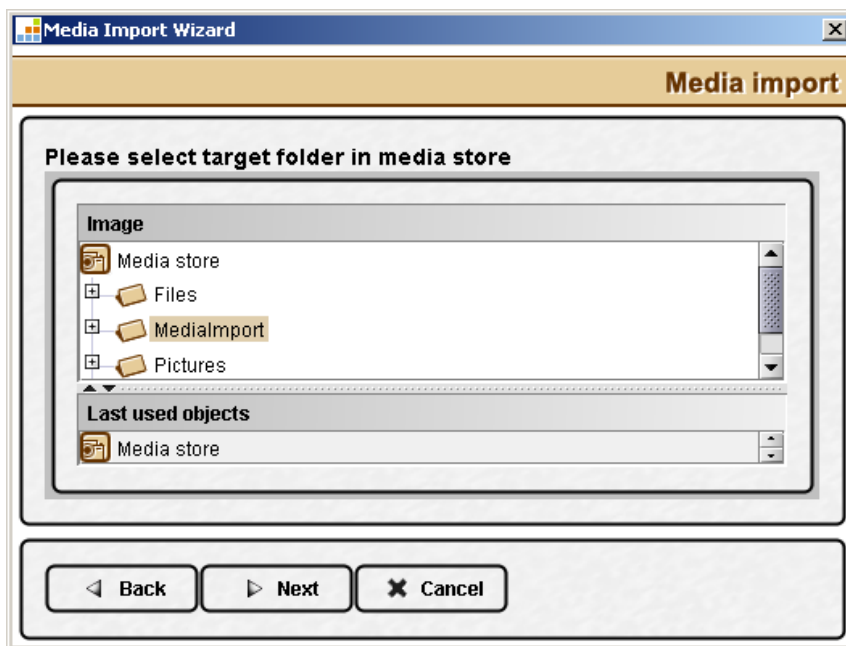 Media Import Wizard
Media import
Please select target folder in media store
Image
Media store
Files
MediaImport
Pictures
Last used objects
Media store
Back Next Cancel